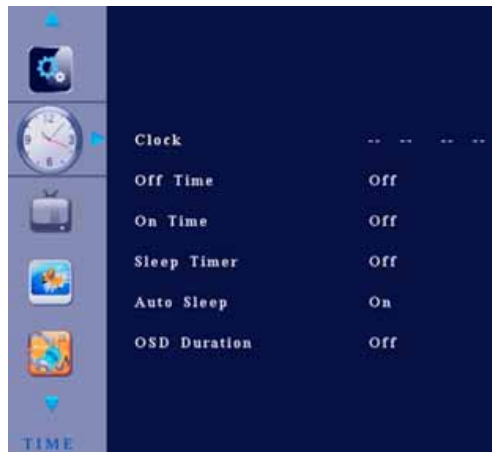 Clock -- -- -- --
Off Time Off
On Time Off
Sleep Timer Off
Auto Sleep On
OSD Duration Off
TIME